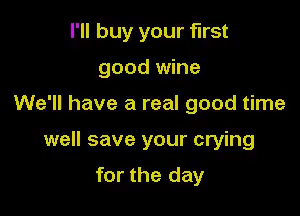 I'll buy your first
good wine
We'll have a real good time
well save your crying
for the day